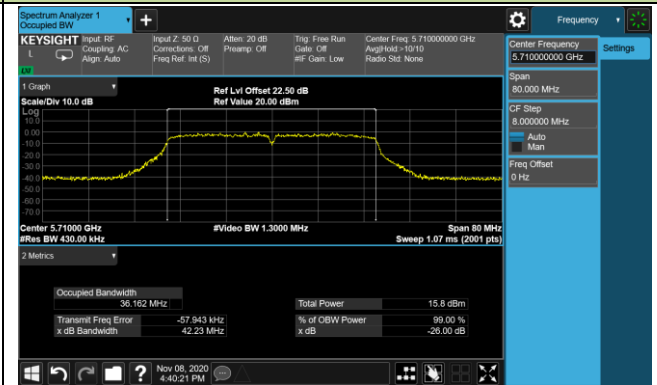 Spectrum Analyzer 1
Occupied BW
Frequency
KEYSIGHT
L
Input: RF
Coupling: AC
Align: Auto
Input Z: 50 Ω
Corrections: Off
Freq Ref: Int (S)
Atten: 20 dB
Preamp: Off
Trig: Free Run
Gate: Off
#IF Gain: Low
Center Freq: 5.710000000 GHz
Avg|Hold:>10/10
Radio Std: None
Center Frequency
5.710000000 GHz
Settings
Span
80.000 MHz
CF Step
8.000000 MHz
Auto
Man
Freq Offset
0 Hz
1 Graph
Scale/Div 10.0 dB
Ref Lvl Offset 22.50 dB
Ref Value 20.00 dBm
Log
10.0
0.00
-10.0
-20.0
-30.0
-40.0
-50.0
-60.0
-70.0
Center 5.71000 GHz
#Video BW 1.3000 MHz
Span 80 MHz
#Res BW 430.00 kHz
Sweep 1.07 ms (2001 pts)
2 Metrics
Occupied Bandwidth
36.162 MHz
Total Power 15.8 dBm
Transmit Freq Error -57.943 kHz
% of OBW Power 99.00 %
x dB Bandwidth 42.23 MHz
x dB -26.00 dB
Nov 08, 2020
4:40:21 PM